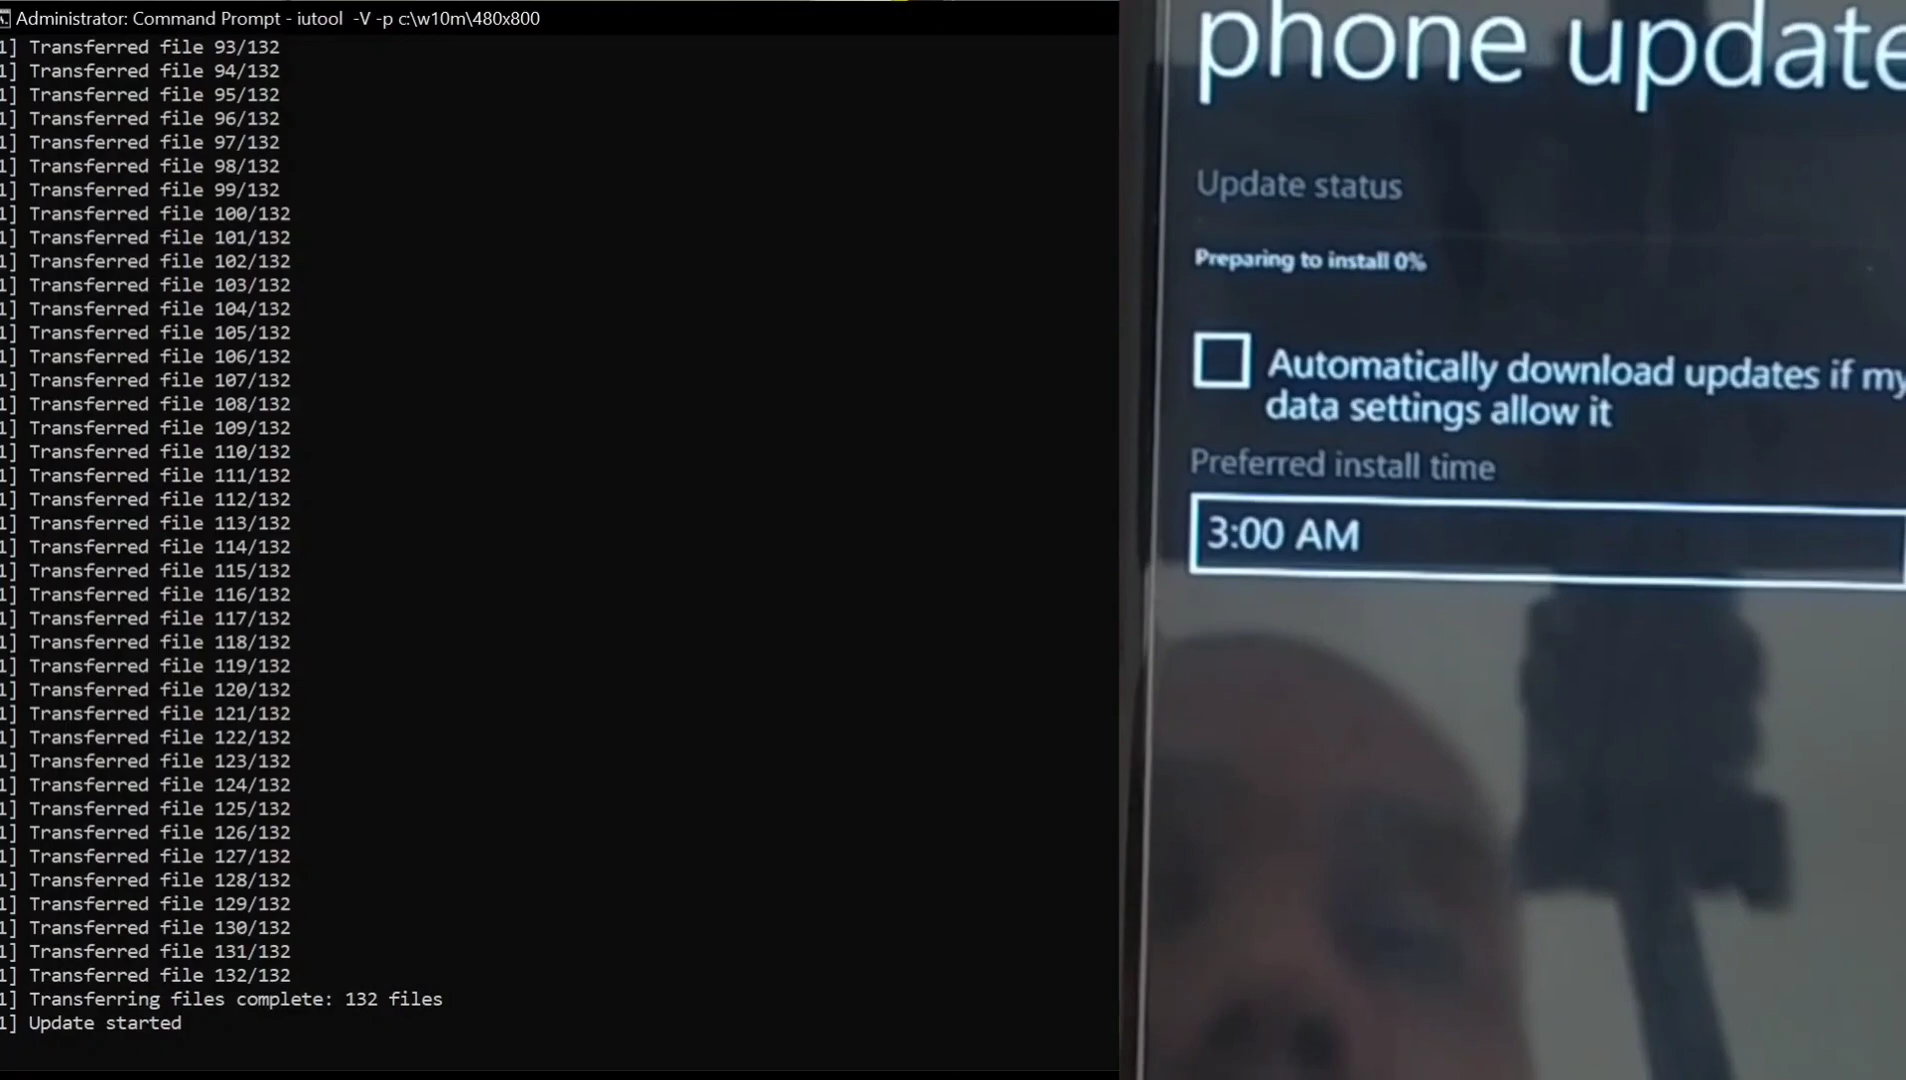 Administrator: Command Prompt - iutool  -V -p c:\w10m\480x800
1] Transferred file 93/132
1] Transferred file 94/132
1] Transferred file 95/132
1] Transferred file 96/132
1] Transferred file 97/132
1] Transferred file 98/132
1] Transferred file 99/132
1] Transferred file 100/132
1] Transferred file 101/132
1] Transferred file 102/132
1] Transferred file 103/132
1] Transferred file 104/132
1] Transferred file 105/132
1] Transferred file 106/132
1] Transferred file 107/132
1] Transferred file 108/132
1] Transferred file 109/132
1] Transferred file 110/132
1] Transferred file 111/132
1] Transferred file 112/132
1] Transferred file 113/132
1] Transferred file 114/132
1] Transferred file 115/132
1] Transferred file 116/132
1] Transferred file 117/132
1] Transferred file 118/132
1] Transferred file 119/132
1] Transferred file 120/132
1] Transferred file 121/132
1] Transferred file 122/132
1] Transferred file 123/132
1] Transferred file 124/132
1] Transferred file 125/132
1] Transferred file 126/132
1] Transferred file 127/132
1] Transferred file 128/132
1] Transferred file 129/132
1] Transferred file 130/132
1] Transferred file 131/132
1] Transferred file 132/132
1] Transferring files complete: 132 files
1] Update started
phone update
Update status
Preparing to install 0%
Automatically download updates if my
data settings allow it
Preferred install time
3:00 AM